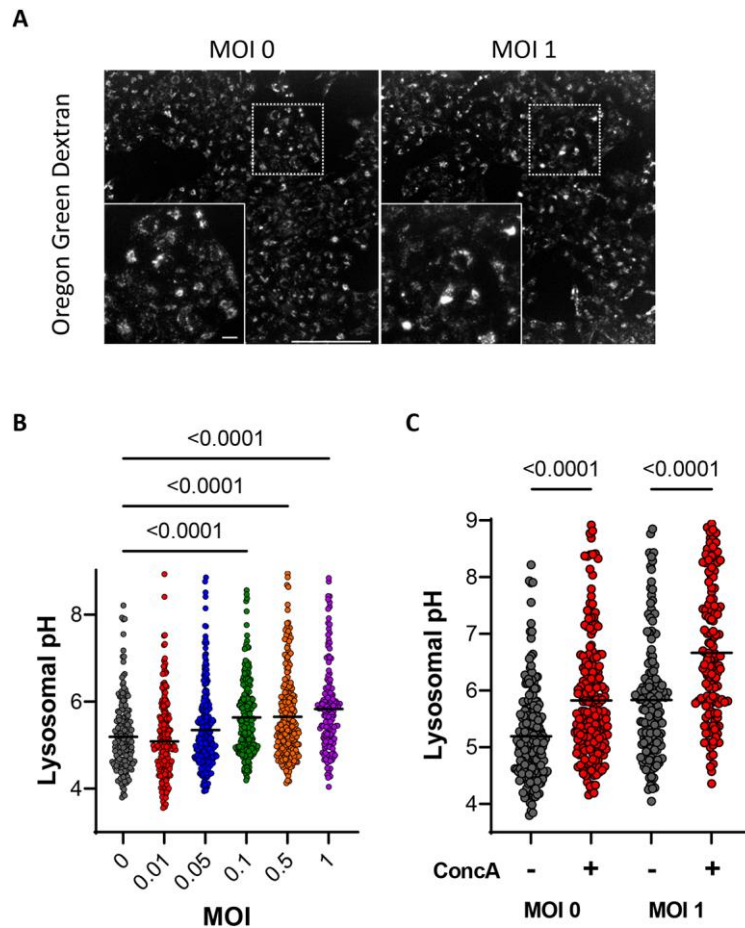 A
MOI 0 MOI 1
Oregon Green Dextran
B
<0.0001
<0.0001
<0.0001
Lysosomal pH
8
6
4
0 0.01 0.05 0.1 0.5 1
MOI
C
<0.0001 <0.0001
Lysosomal pH
9
8
7
6
5
4
ConcA - + - +
MOI 0 MOI 1